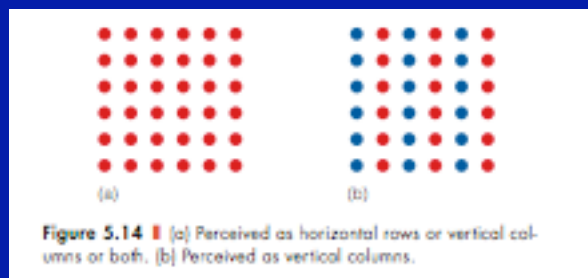 (a) (b)
Figure 5.14 (a) Perceived as horizontal rows or vertical col-
umns or both. (b) Perceived as vertical columns.